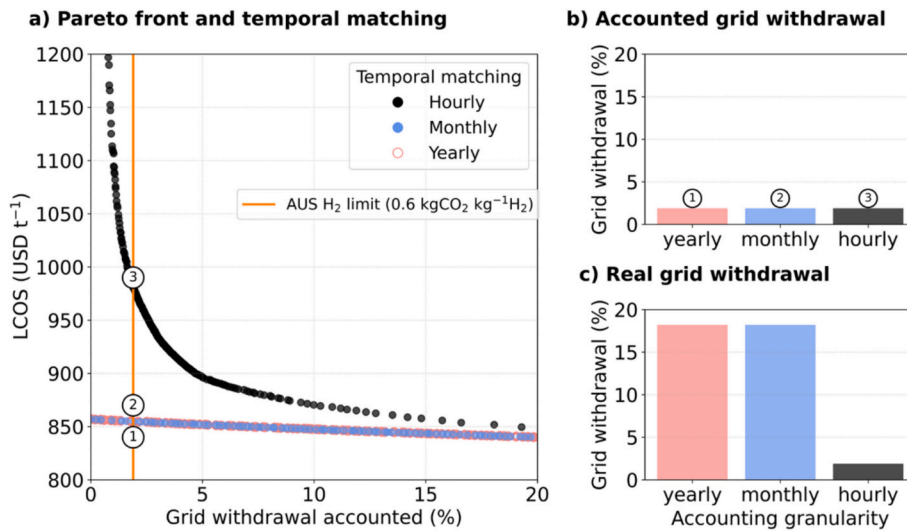 a) Pareto front and temporal matching
LCOS (USD t⁻¹)
1200
1150
1100
1050
1000
950
900
850
800
0
5
10
15
20
Grid withdrawal accounted (%)
Temporal matching
Hourly
Monthly
Yearly
AUS H₂ limit (0.6 kgCO₂ kg⁻¹H₂)
3
2
1
b) Accounted grid withdrawal
Grid withdrawal (%)
20
15
10
5
0
1
2
3
yearly
monthly
hourly
c) Real grid withdrawal
Grid withdrawal (%)
20
15
10
5
0
yearly
monthly
hourly
Accounting granularity